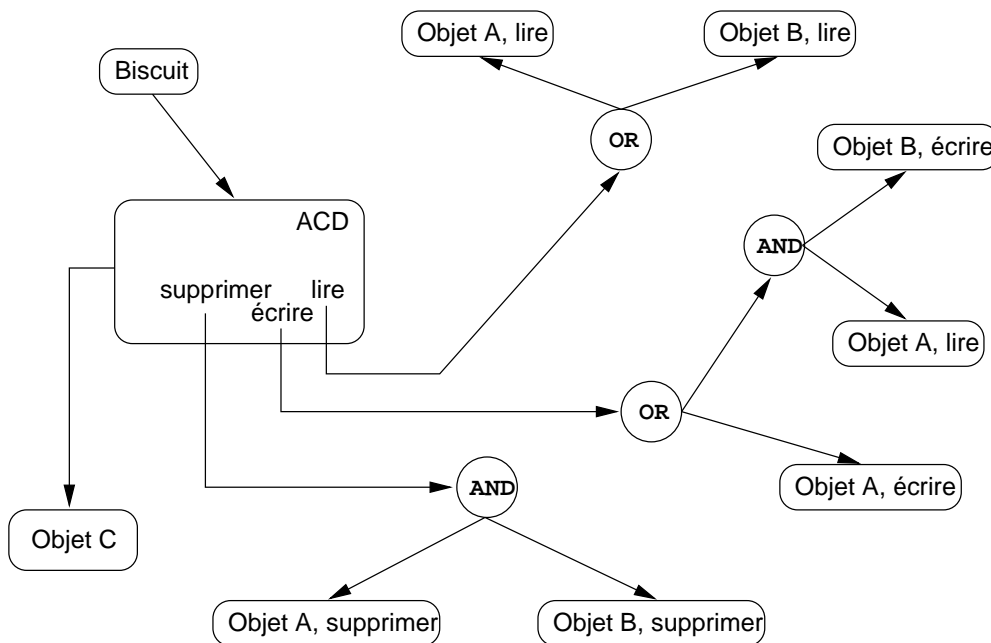 Objet A, lire
Objet B, lire
Biscuit
OR
Objet B, écrire
ACD
AND
supprimer
lire
écrire
Objet A, lire
OR
Objet A, écrire
AND
Objet C
Objet A, supprimer
Objet B, supprimer